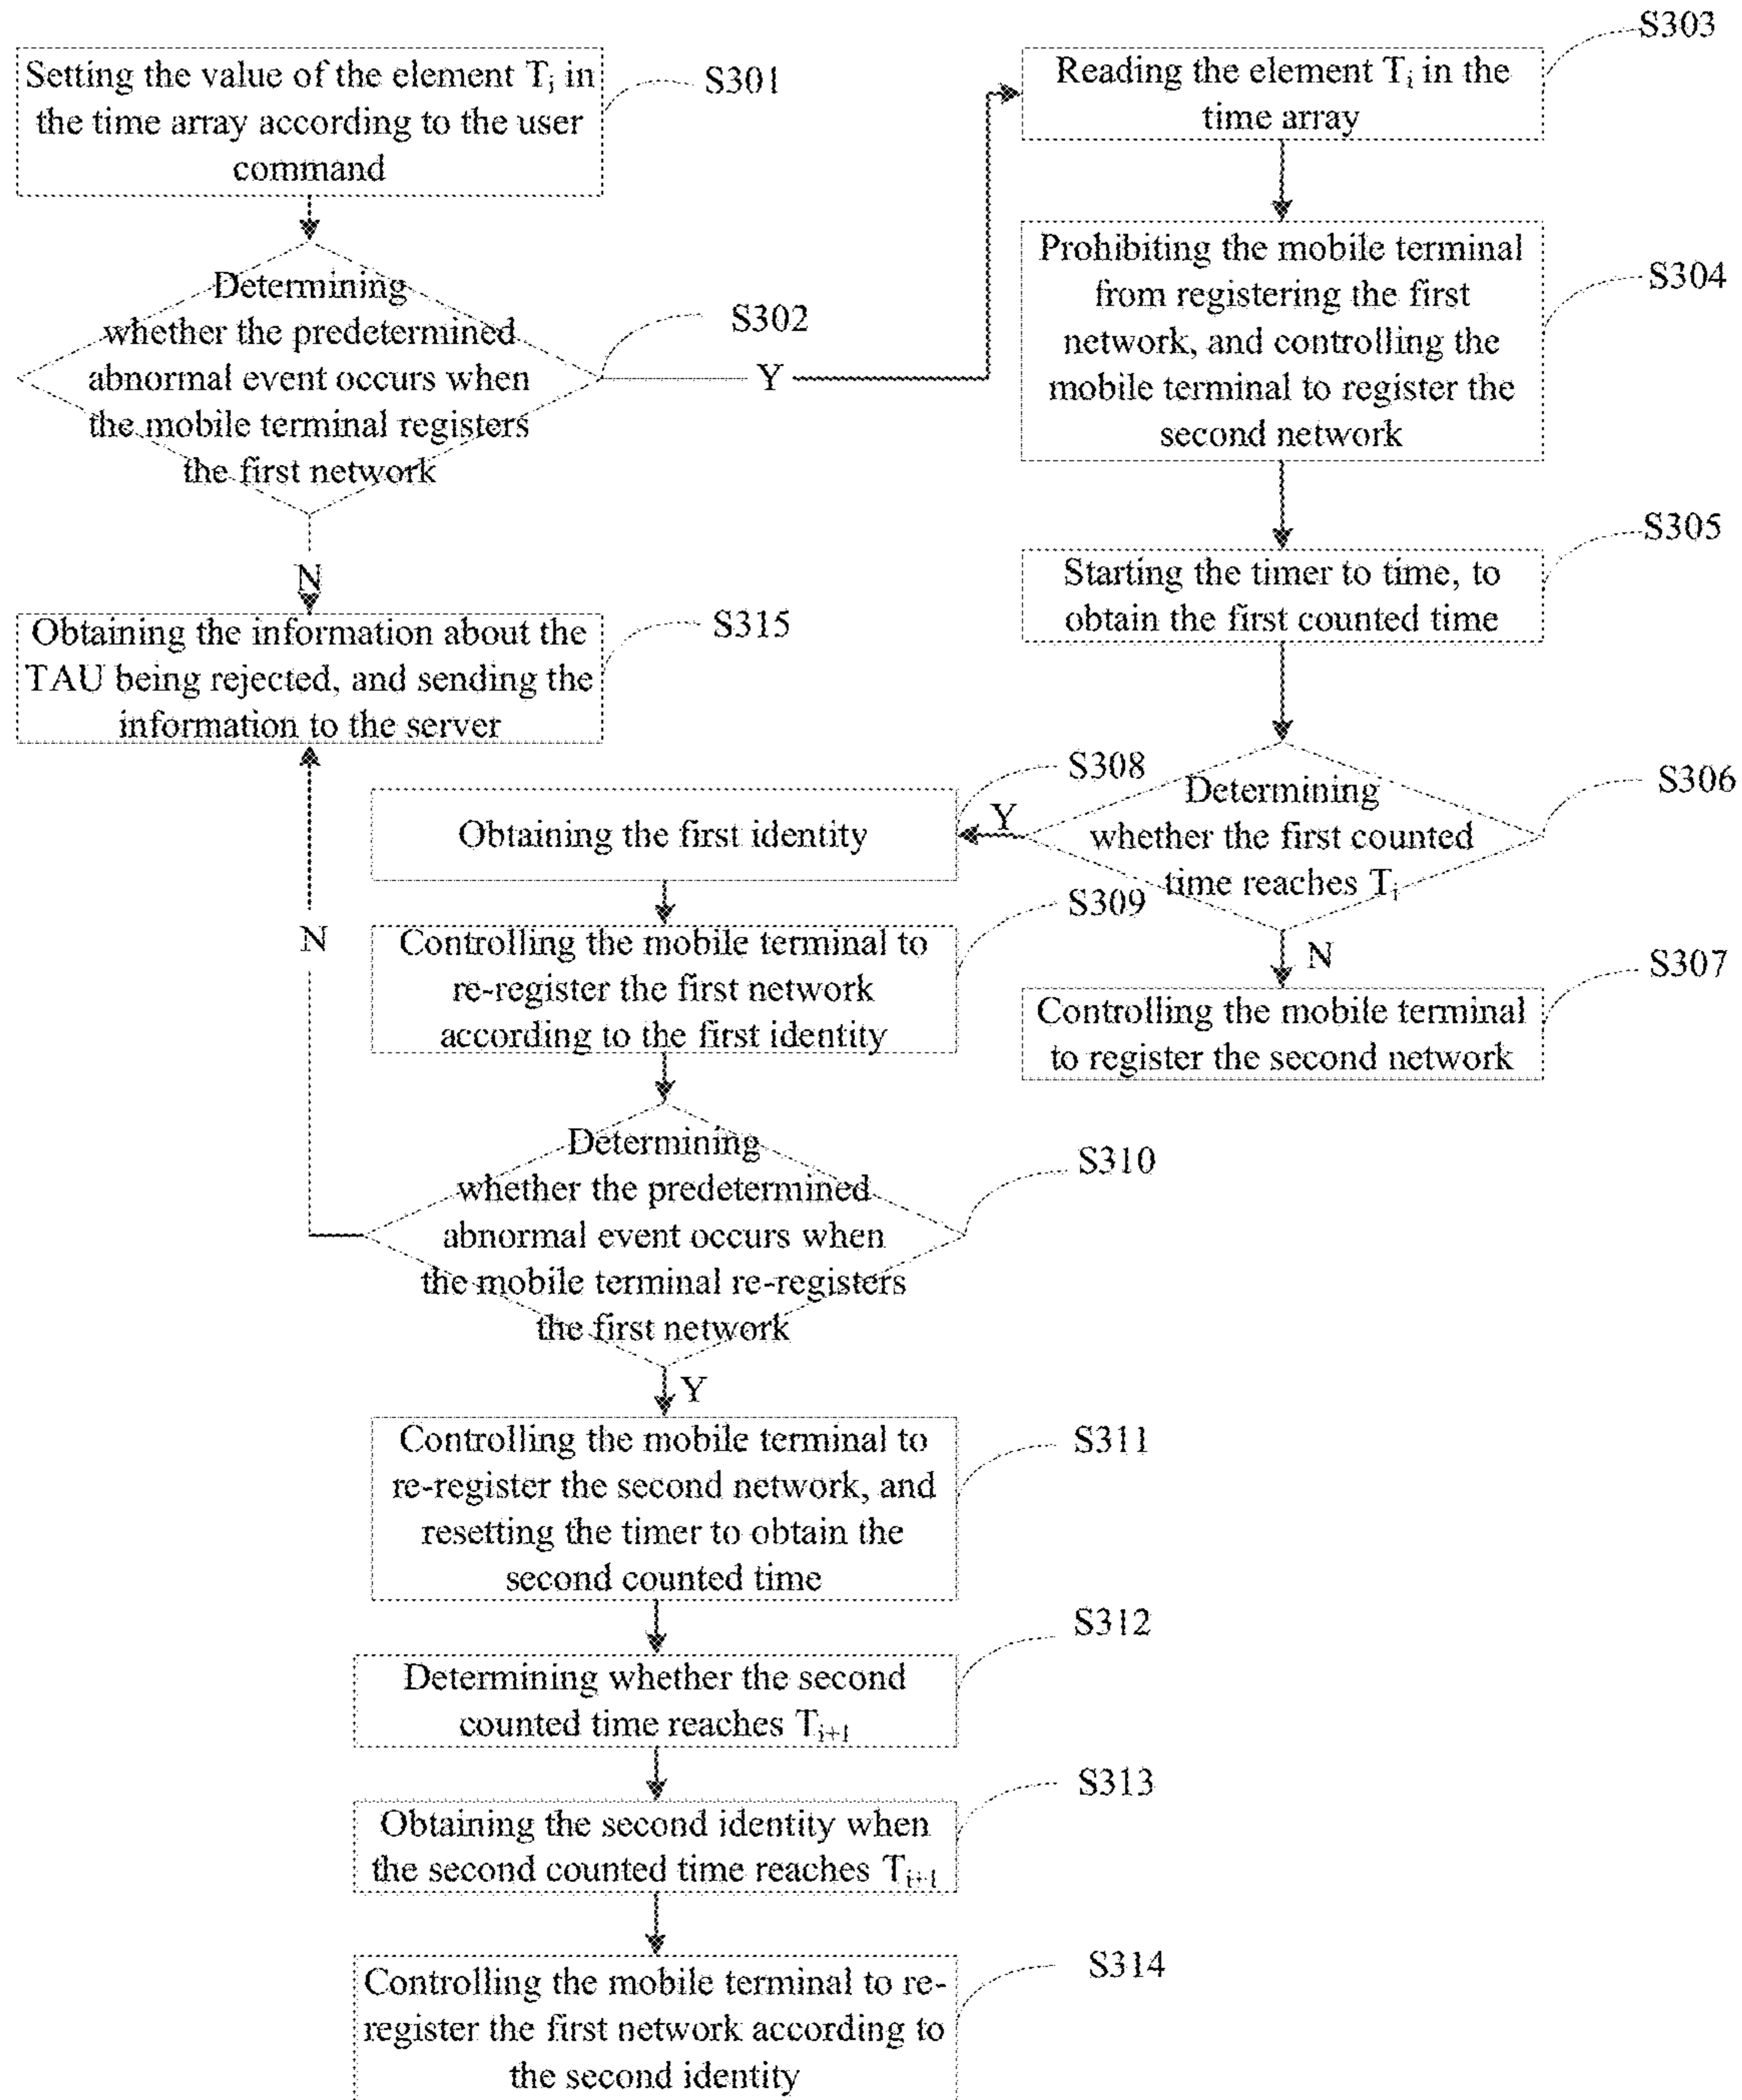 Setting the value of the element Ti in
the time array according to the user
command
S301
Determining
whether the predetermined
abnormal event occurs when
the mobile terminal registers
the first network
S302
Y
N
Obtaining the information about the
TAU being rejected, and sending the
information to the server
S315
Reading the element Ti in the
time array
S303
Prohibiting the mobile terminal
from registering the first
network, and controlling the
mobile terminal to register the
second network
S304
Starting the timer to time, to
obtain the first counted time
S305
Determining
whether the first counted
time reaches Ti
S306
Y
N
Controlling the mobile terminal
to register the second network
S307
Obtaining the first identity
S308
Controlling the mobile terminal to
re-register the first network
according to the first identity
S309
Determining
whether the predetermined
abnormal event occurs when
the mobile terminal re-registers
the first network
S310
N
Y
Controlling the mobile terminal to
re-register the second network, and
resetting the timer to obtain the
second counted time
S311
Determining whether the second
counted time reaches Ti+1
S312
Obtaining the second identity when
the second counted time reaches Ti+1
S313
Controlling the mobile terminal to re-
register the first network according to
the second identity
S314